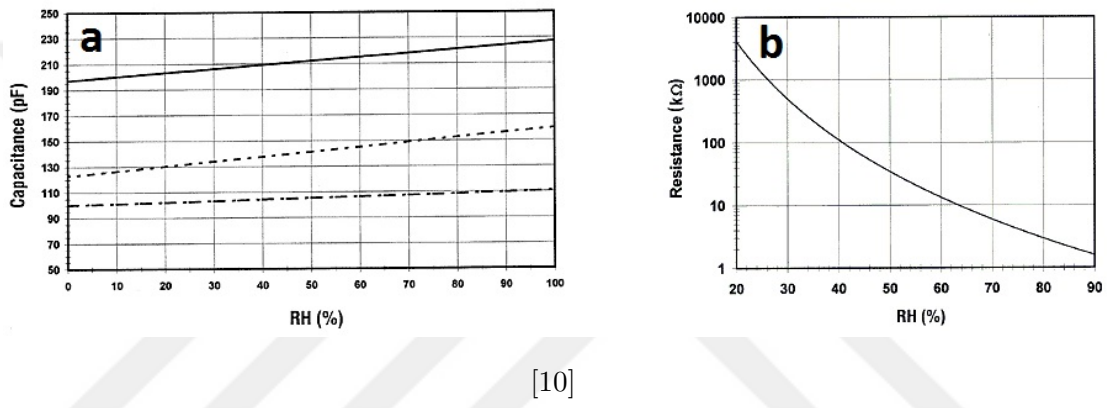 a
Capacitance (pF)
250
230
210
190
170
150
130
110
90
70
50
0 10 20 30 40 50 60 70 80 90 100
RH (%)
b
Resistance (kΩ)
10000
1000
100
10
1
20 30 40 50 60 70 80 90
RH (%)
[10]